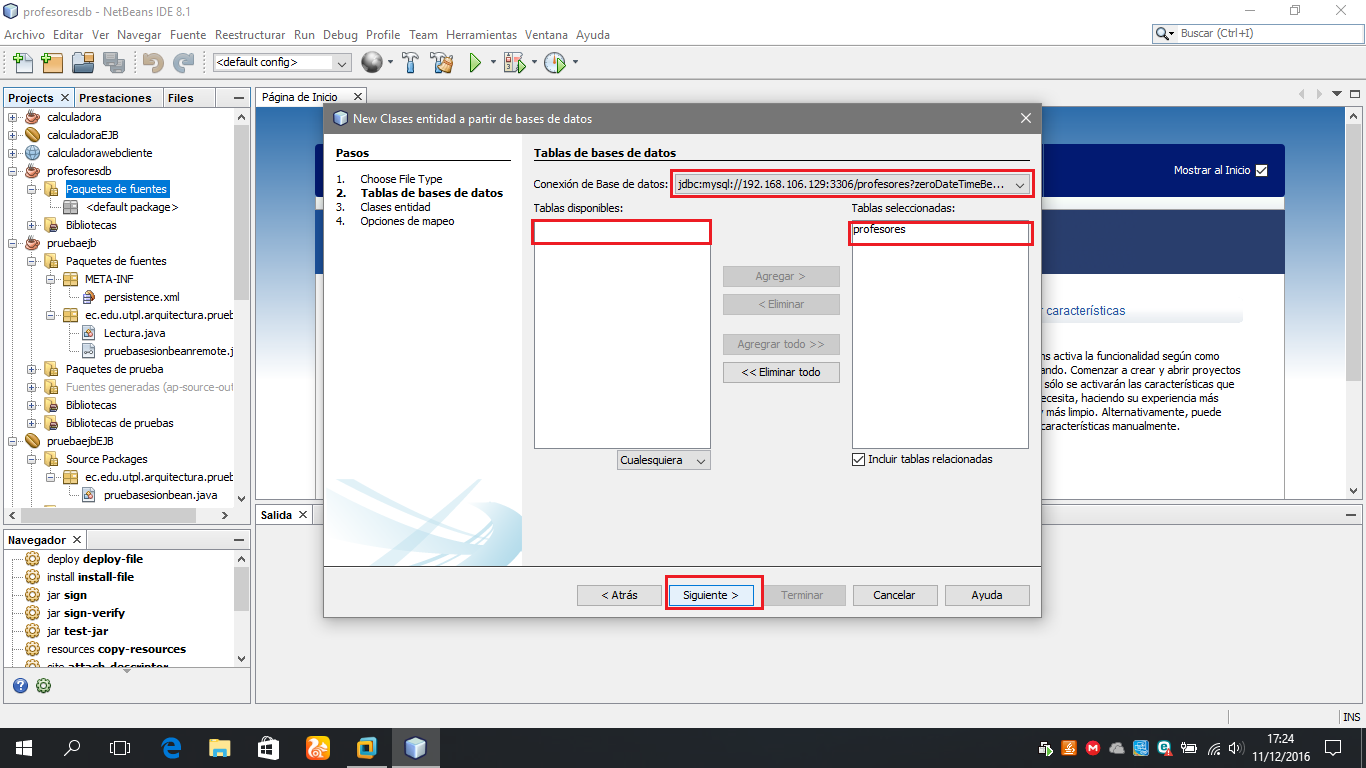 profesoresdb - NetBeans IDE 8.1
Archivo Editar Ver Navegar Fuente Reestructurar Run Debug Profile Team Herramientas Ventana Ayuda
Buscar (Ctrl+I)
<default config>
Projects Prestaciones Files
calculadora
calculadoraEJB
calculadorawebcliente
profesoresdb
Paquetes de fuentes
<default package>
Bibliotecas
pruebaejb
Paquetes de fuentes
META-INF
persistence.xml
ec.edu.utpl.arquitectura.prueb
Lectura.java
pruebasesionbeanremote.j
Paquetes de prueba
Fuentes generadas (ap-source-out
Bibliotecas
Bibliotecas de pruebas
pruebaejbEJB
Source Packages
ec.edu.utpl.arquitectura.prueb
pruebasesionbean.java
Navegador
deploy deploy-file
install install-file
jar sign
jar sign-verify
jar test-jar
resources copy-resources
site attach-descriptor
Página de Inicio
Mostrar al Inicio
características
ns activa la funcionalidad según como
ando. Comenzar a crear y abrir proyectos
sólo se activarán las características que
ecesita, haciendo su experiencia más
y más limpio. Alternativamente, puede
características manualmente.
New Clases entidad a partir de bases de datos
Pasos
1. Choose File Type
2. Tablas de bases de datos
3. Clases entidad
4. Opciones de mapeo
Tablas de bases de datos
Conexión de Base de datos: jdbc:mysql://192.168.106.129:3306/profesores?zeroDateTimeBe...
Tablas disponibles:
Tablas seleccionadas:
profesores
Agregar >
< Eliminar
Agregrar todo >>
<< Eliminar todo
Cualesquiera
Incluir tablas relacionadas
< Atrás Siguiente > Terminar Cancelar Ayuda
Salida
INS
17:24
11/12/2016